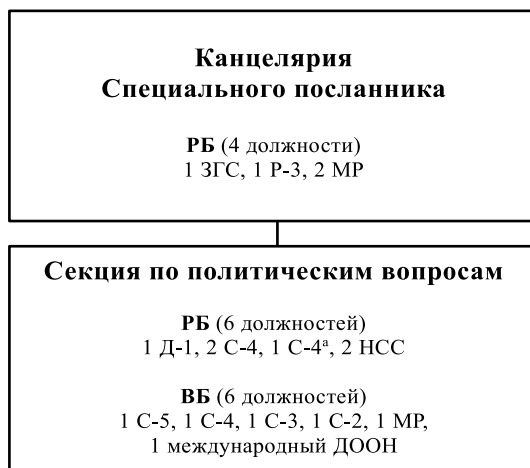 Канцелярия
Специального посланника
РБ (4 должности)
1 ЗГС, 1 Р-3, 2 МР
Секция по политическим вопросам
РБ (6 должностей)
1 Д-1, 2 С-4, 1 С-4ª, 2 НСС
ВБ (6 должностей)
1 С-5, 1 С-4, 1 С-3, 1 С-2, 1 МР,
1 международный ДООН